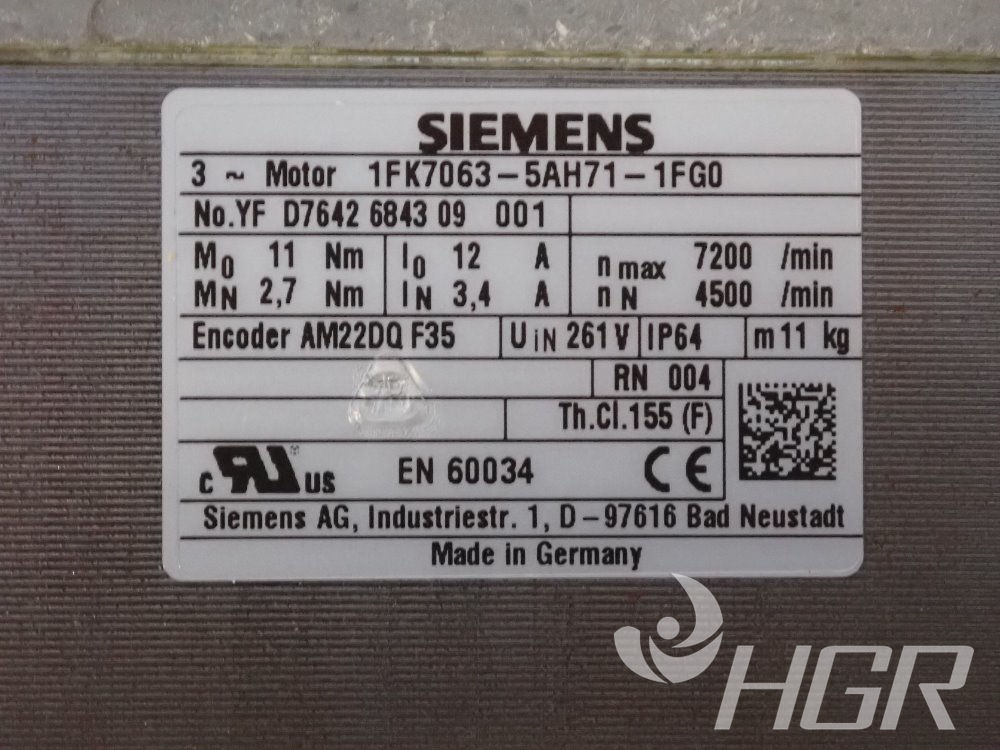 SIEMENS
3 ~ Motor 1FK7063-5AH71-1FG0
No.YF D7642 6843 09 001
M0 11 Nm I0 12 A n max 7200 /min
MN 2,7 Nm IN 3,4 A n N 4500 /min
Encoder AM22DQ F35 UIN 261 V IP64 m 11 kg
RN 004
Th.Cl.155 (F)
c RU US EN 60034 CE
Siemens AG, Industriestr. 1, D-97616 Bad Neustadt
Made in Germany
HGR